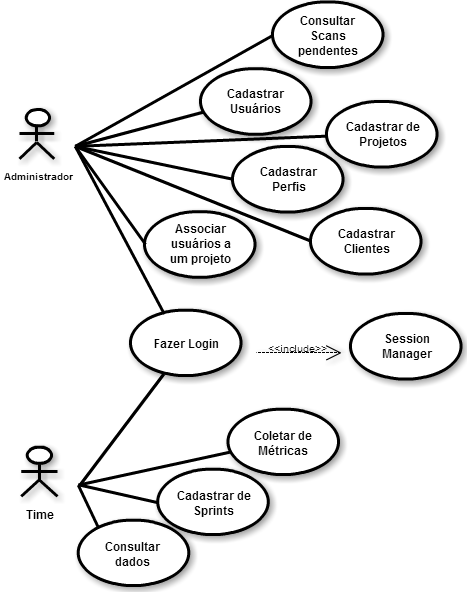 Consultar
Scans
pendentes
Cadastrar
Usuários
Cadastrar de
Projetos
Administrador
Cadastrar
Perfis
Associar
usuários a
um projeto
Cadastrar
Clientes
Fazer Login
<<include>>
Session
Manager
Coletar de
Métricas
Cadastrar de
Sprints
Time
Consultar
dados